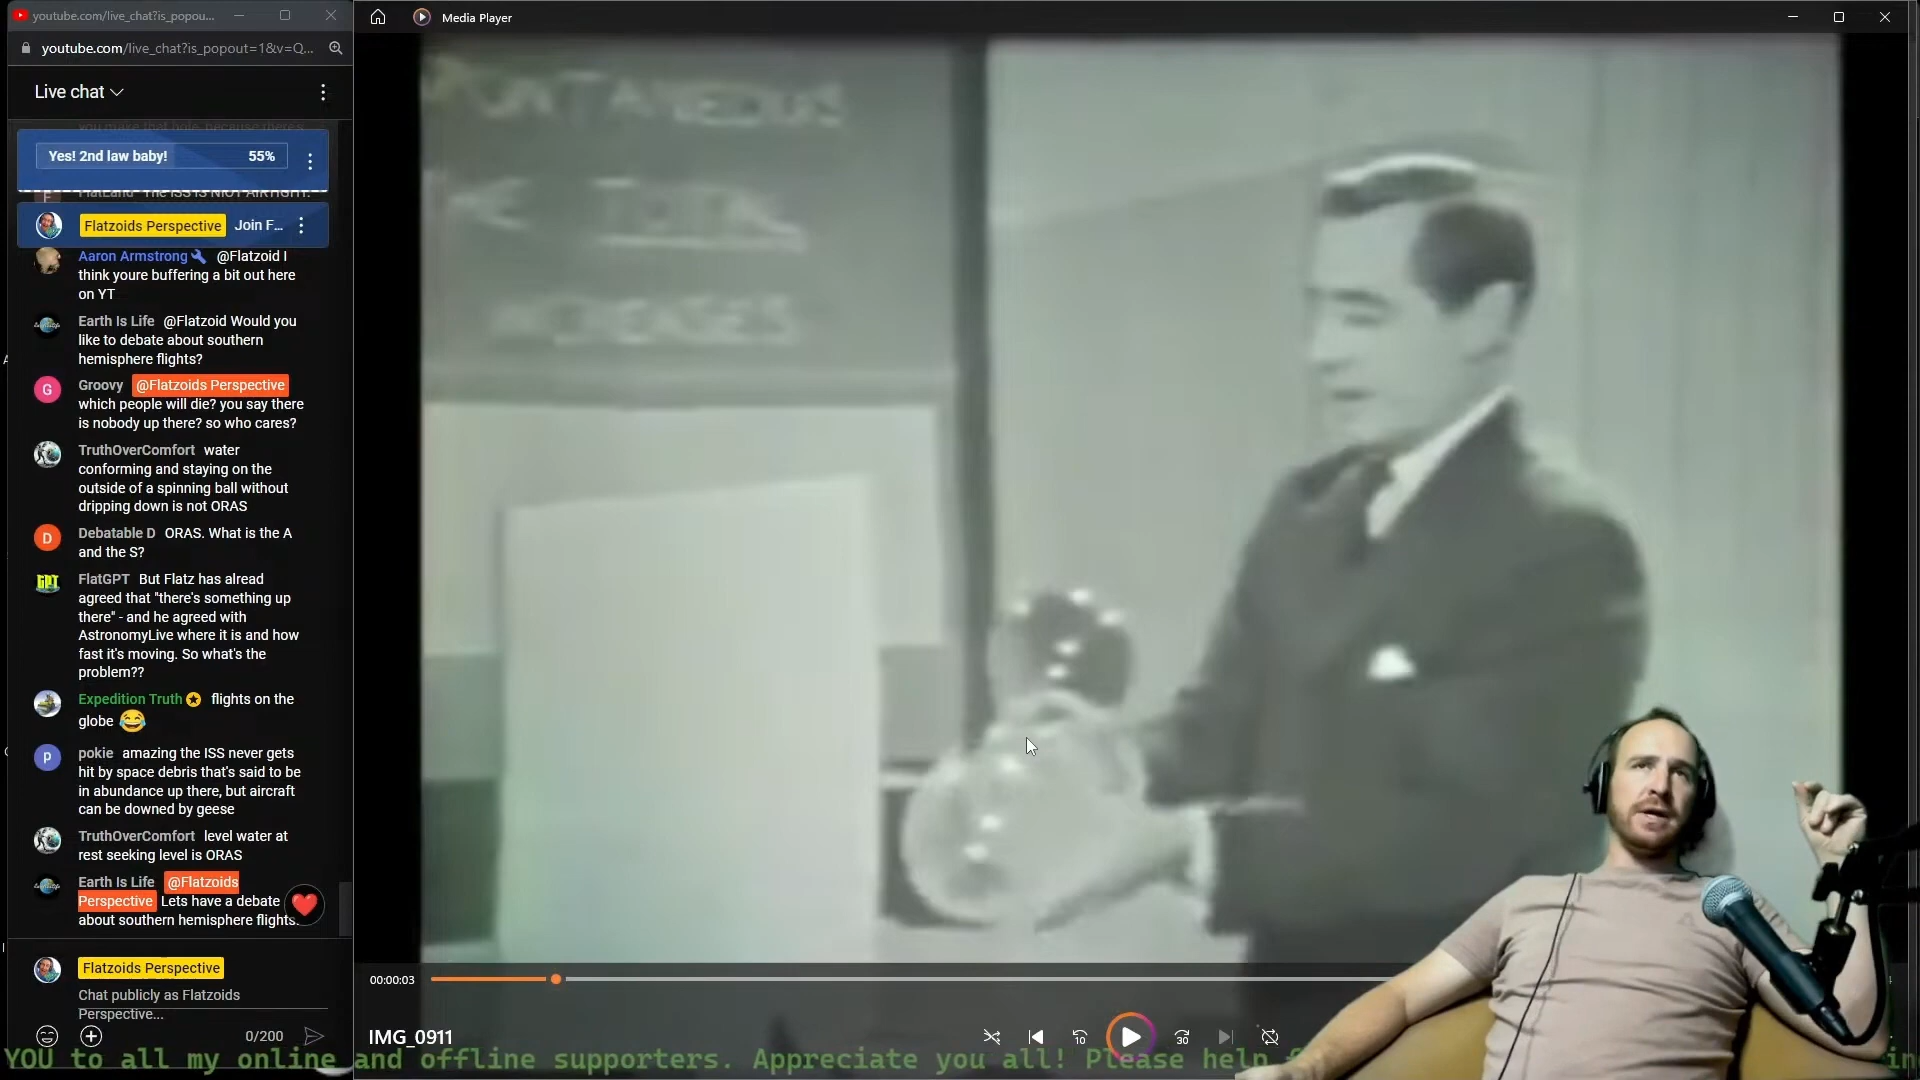 youtube.com/live_chat?is_popou...
youtube.com/live_chat?is_popout=1&v=Q...
Live chat
Yes! 2nd law baby!
55%
Flatzoids Perspective Join F...
Aaron Armstrong @Flatzoid I
think youre buffering a bit out here
on YT
Earth Is Life @Flatzoid Would you
like to debate about southern
hemisphere flights?
G
Groovy @Flatzoids Perspective
which people will die? you say there
is nobody up there? so who cares?
TruthOverComfort water
conforming and staying on the
outside of a spinning ball without
dripping down is not ORAS
D
Debatable D ORAS. What is the A
and the S?
GPT
FlatGPT But Flatz has alread
agreed that "there's something up
there" - and he agreed with
AstronomyLive where it is and how
fast it's moving. So what's the
problem??
Expedition Truth flights on the
globe 😂
P
pokie amazing the ISS never gets
hit by space debris that's said to be
in abundance up there, but aircraft
can be downed by geese
TruthOverComfort level water at
rest seeking level is ORAS
Earth Is Life @Flatzoids
Perspective Lets have a debate
about southern hemisphere flights.
Flatzoids Perspective
Chat publicly as Flatzoids
Perspective...
0/200
Media Player
TOTAL
00:00:03
IMG_0911
10
30
YOU to all my online and offline supporters. Appreciate you all! Please help